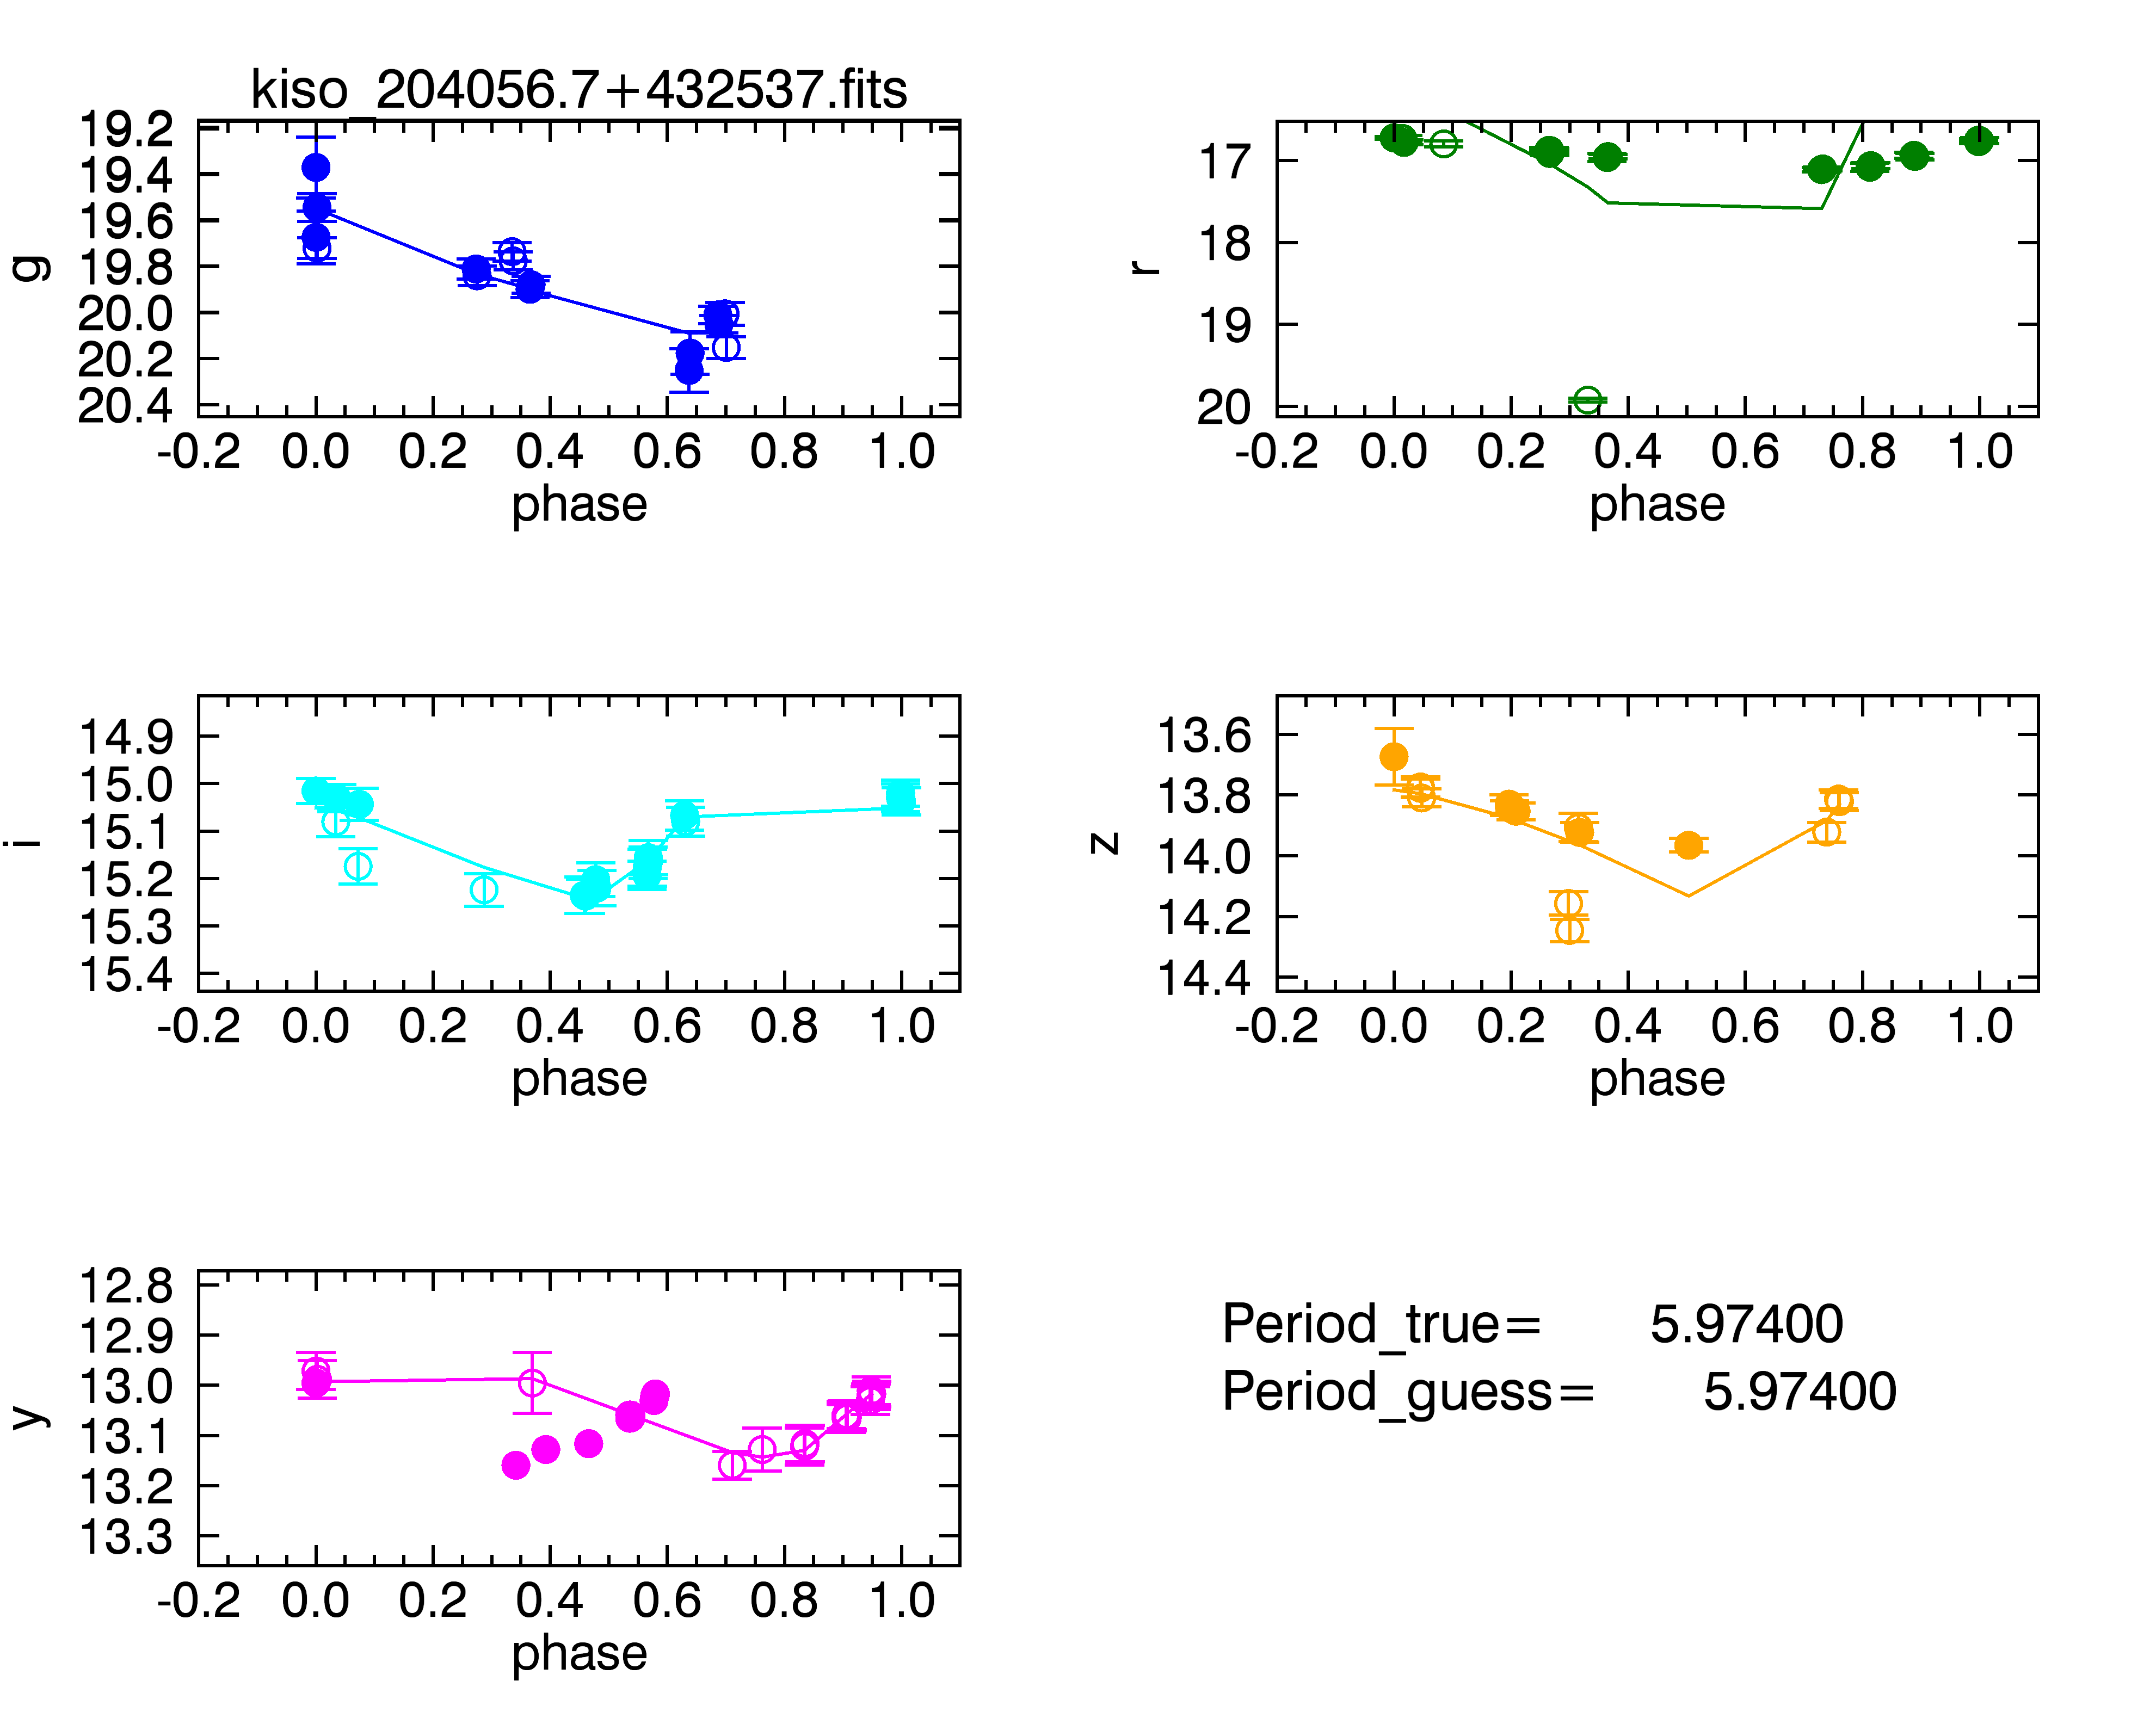 kiso_204056.7+432537.fits
19.2
19.4
19.6
19.8
20.0
20.2
20.4
g
-0.2 0.0 0.2 0.4 0.6 0.8 1.0
phase
17
18
19
20
r
-0.2 0.0 0.2 0.4 0.6 0.8 1.0
phase
14.9
15.0
15.1
15.2
15.3
15.4
i
-0.2 0.0 0.2 0.4 0.6 0.8 1.0
phase
13.6
13.8
14.0
14.2
14.4
z
-0.2 0.0 0.2 0.4 0.6 0.8 1.0
phase
12.8
12.9
13.0
13.1
13.2
13.3
y
-0.2 0.0 0.2 0.4 0.6 0.8 1.0
phase
Period_true= 5.97400
Period_guess= 5.97400